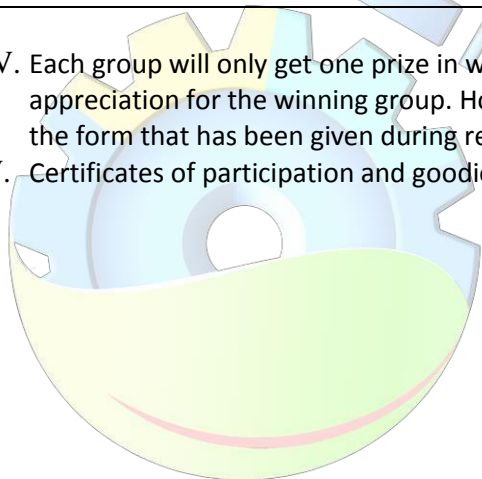 V. Each group will only get one prize in w
appreciation for the winning group. Ho
the form that has been given during re
. Certificates of participation and goodie